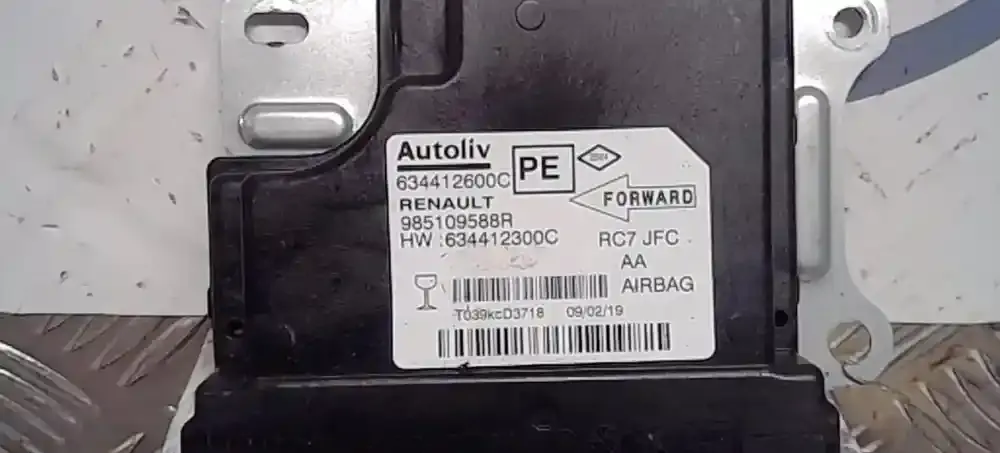 Autoliv
PE
634412600C
RENAULT
FORWARD
985109588R
HW :634412300C
RC7 JFC
AA
AIRBAG
T039kcD3718 09/02/19